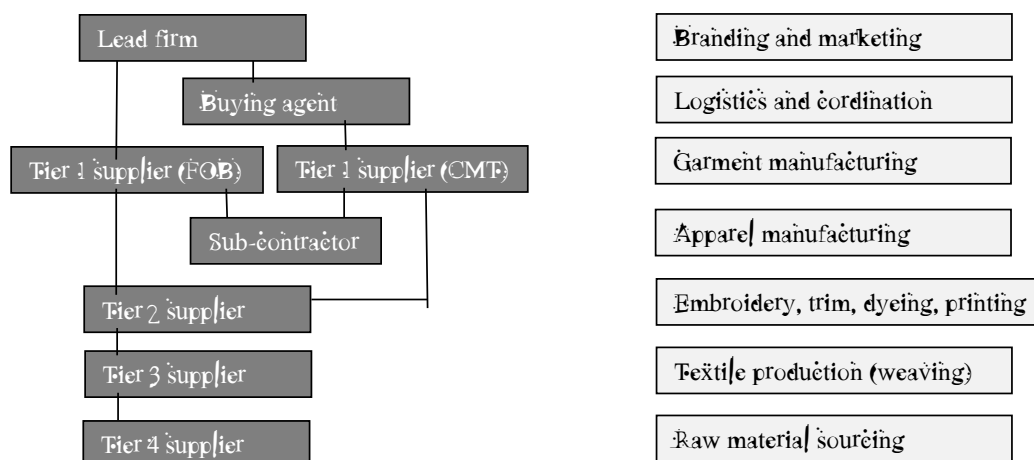 Lead firm
Branding and marketing
Buying agent
Logistics and cordination
Tier 1 supplier (FOB)
Tier 1 supplier (CMT)
Garment manufacturing
Sub-contractor
Apparel manufacturing
Tier 2 supplier
Embroidery, trim, dyeing, printing
Tier 3 supplier
Textile production (weaving)
Tier 4 supplier
Raw material sourcing